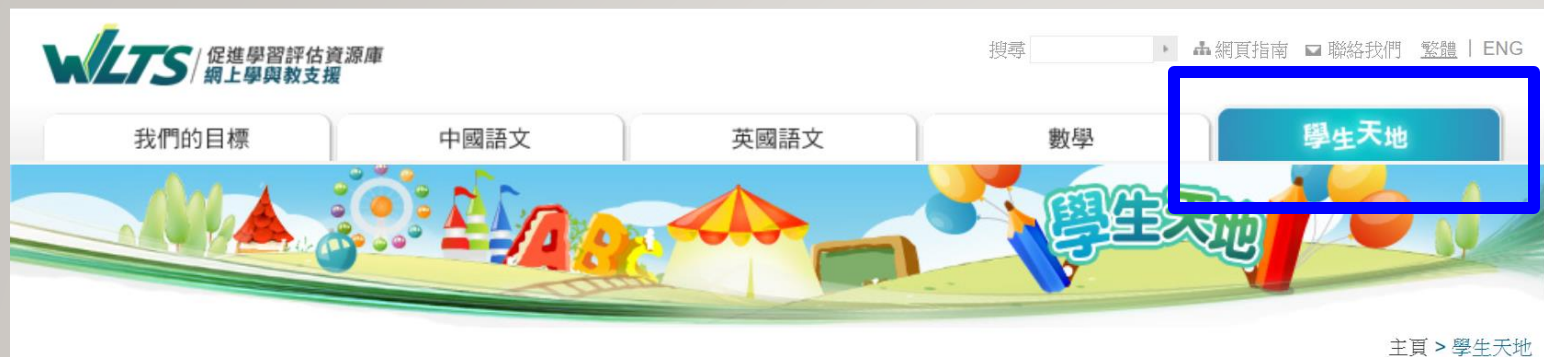 WLTS 促進學習評估資源庫
網上學與教支援
搜尋 網頁指南 聯絡我們 繁體 | ENG
我們的目標 中國語文 英國語文 數學 學生天地
ABC 學生天地
主頁 > 學生天地